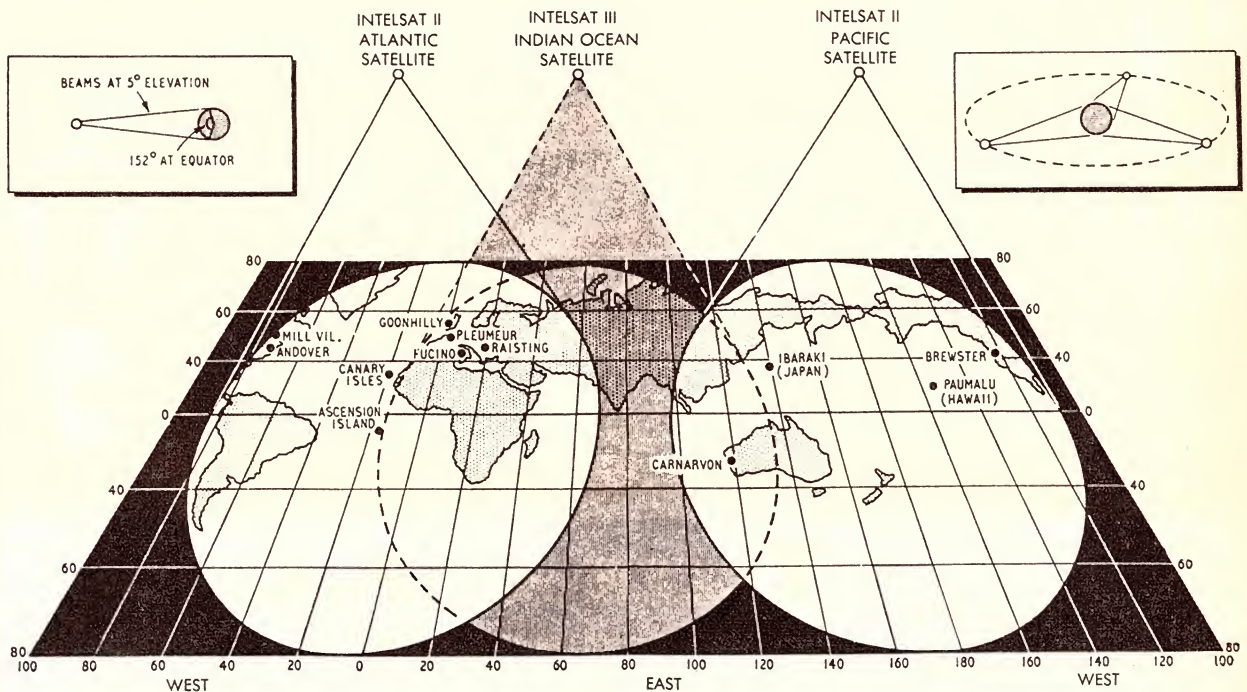 INTELSAT II
ATLANTIC
SATELLITE
INTELSAT III
INDIAN OCEAN
SATELLITE
INTELSAT II
PACIFIC
SATELLITE
BEAMS AT 5° ELEVATION
152° AT EQUATOR
80
80
60
60
GOONHILLY
MILL VIL.
ANDOVER
PLEUMEUR
FUCINO
RAISTING
40
40
IBARAKI
(JAPAN)
BREWSTER
CANARY
ISLES
PAUMALU
(HAWAII)
ASCENSION
ISLAND
0
0
CARNARVON
40
40
60
60
80
80
100 80 60 40 20 0 20 40 60 80 100 120 140 160 180 160 140 120 100
WEST EAST WEST